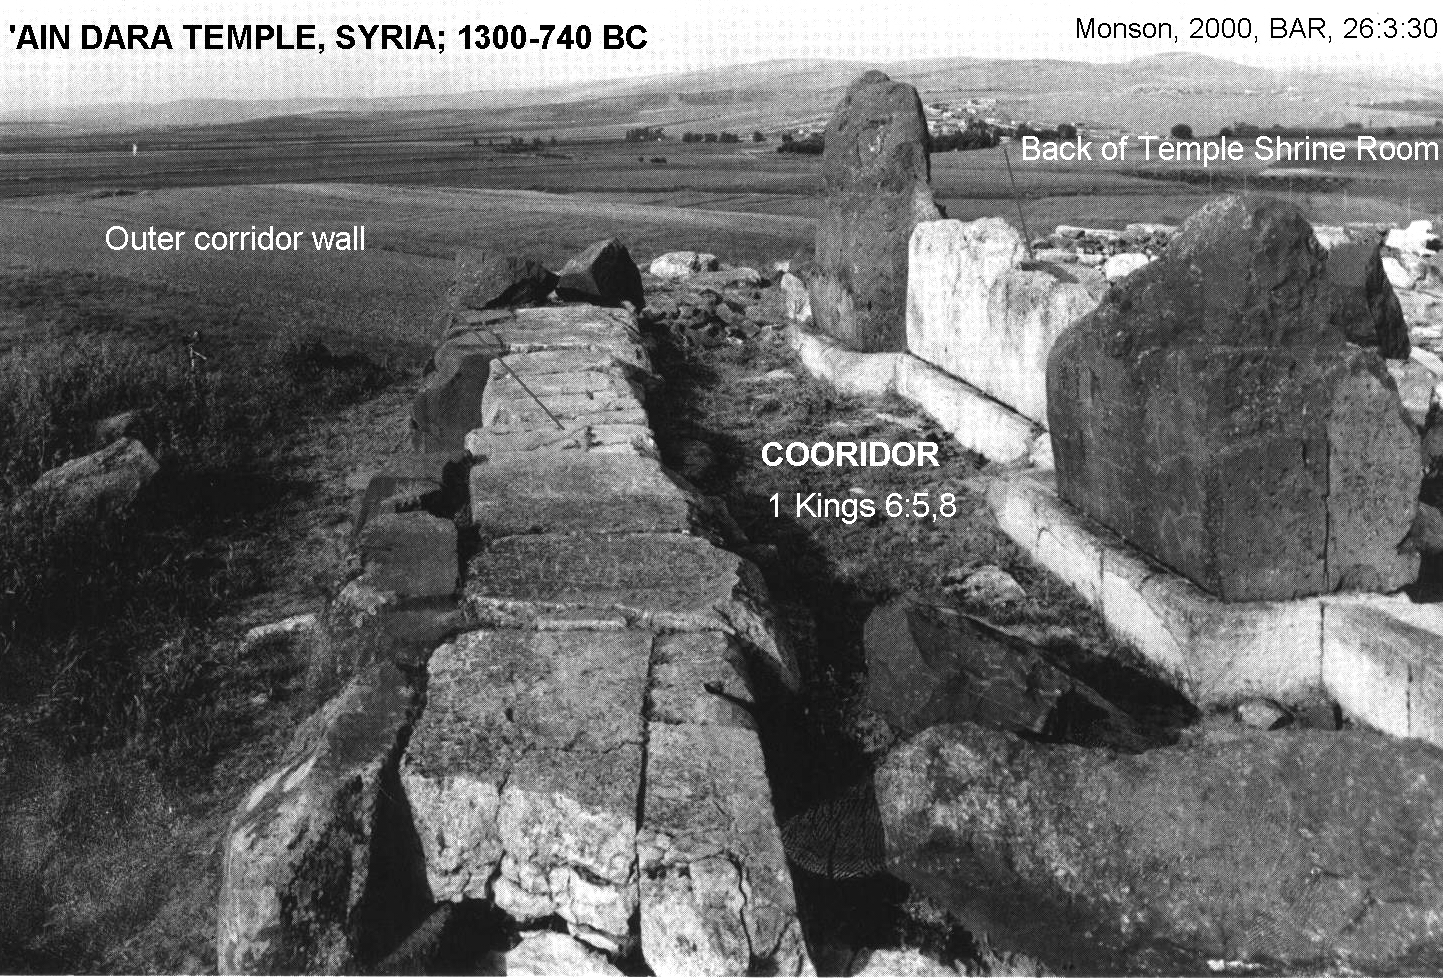 'AIN DARA TEMPLE, SYRIA; 1300-740 BC
Monson, 2000, BAR, 26:3:30
Back of Temple Shrine Room
Outer corridor wall
COORIDOR
1 Kings 6:5,8